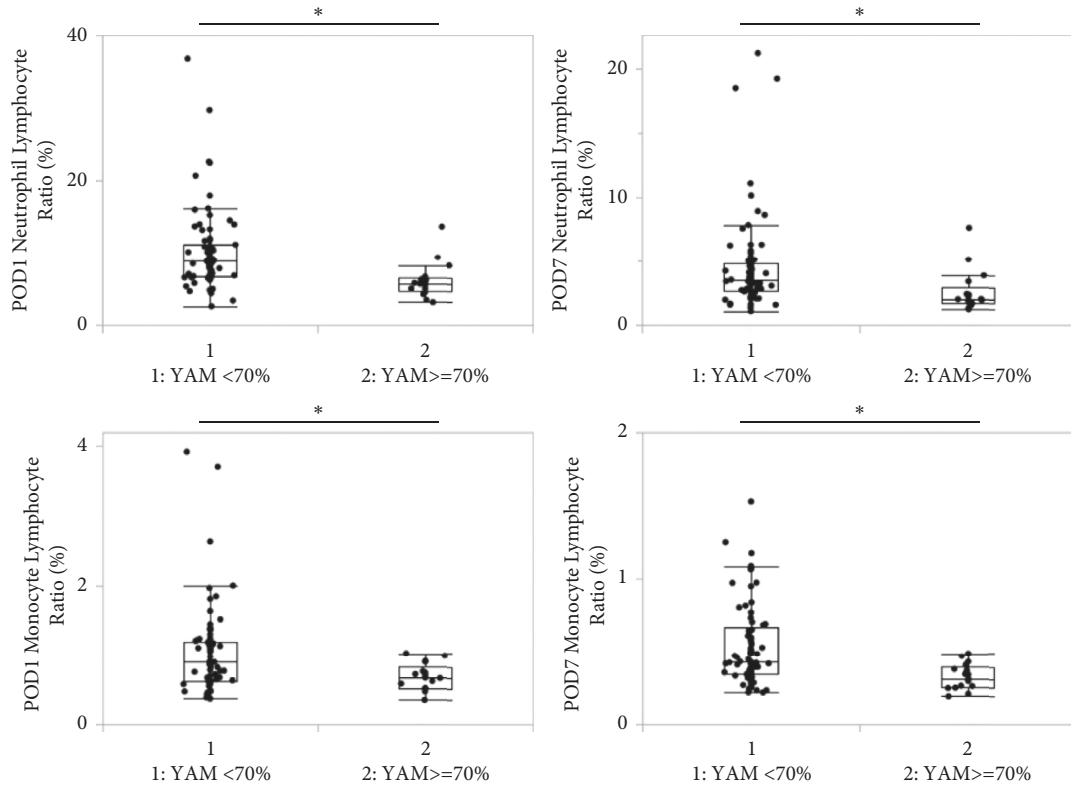 *
POD1 Neutrophil Lymphocyte
Ratio (%)
40
20
0
1
2
1: YAM <70%
2: YAM>=70%
*
POD7 Neutrophil Lymphocyte
Ratio (%)
20
10
0
1
2
1: YAM <70%
2: YAM>=70%
*
POD1 Monocyte Lymphocyte
Ratio (%)
4
2
0
1
2
1: YAM <70%
2: YAM>=70%
*
POD7 Monocyte Lymphocyte
Ratio (%)
2
1
0
1
2
1: YAM <70%
2: YAM>=70%